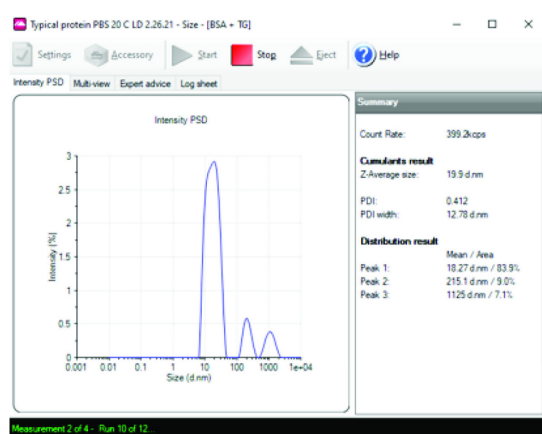 Typical protein PBS 20 C LD 2.26.21 - Size - [BSA + TG]
Settings Accessory Start Stop Eject Help
Intensity PSD Multi-view Expert advice Log sheet
Intensity PSD
Intensity [%]
3
2.5
2
1.5
1
0.5
0
0.001 0.01 0.1 1 10 100 1000 1e+04
Size (d.nm)
Summary
Count Rate: 399.2kcps
Cumulants result
Z-Average size: 19.9 d.nm
PDI: 0.412
PDI width: 12.78 d.nm
Distribution result
Mean / Area
Peak 1: 18.27 d.nm / 83.9%
Peak 2: 215.1 d.nm / 9.0%
Peak 3: 1125 d.nm / 7.1%
Measurement 2 of 4 - Run 10 of 12...